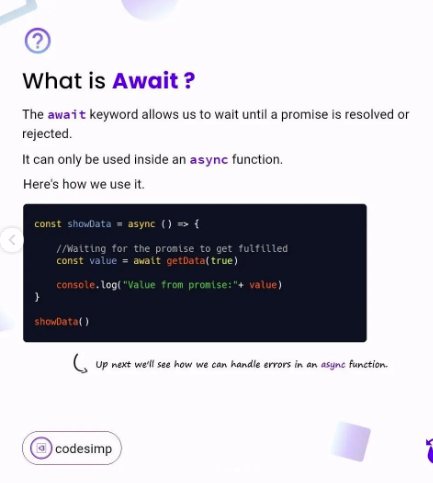 What is Await ?
The await keyword allows us to wait until a promise is resolved or
rejected.
It can only be used inside an async function.
Here's how we use it.
const showData = async () => {
//Waiting for the promise to get fulfilled
const value = await getData(true)
console.log("Value from promise:"+ value)
}
showData()
Up next we'll see how we can handle errors in an async function.
codesimp